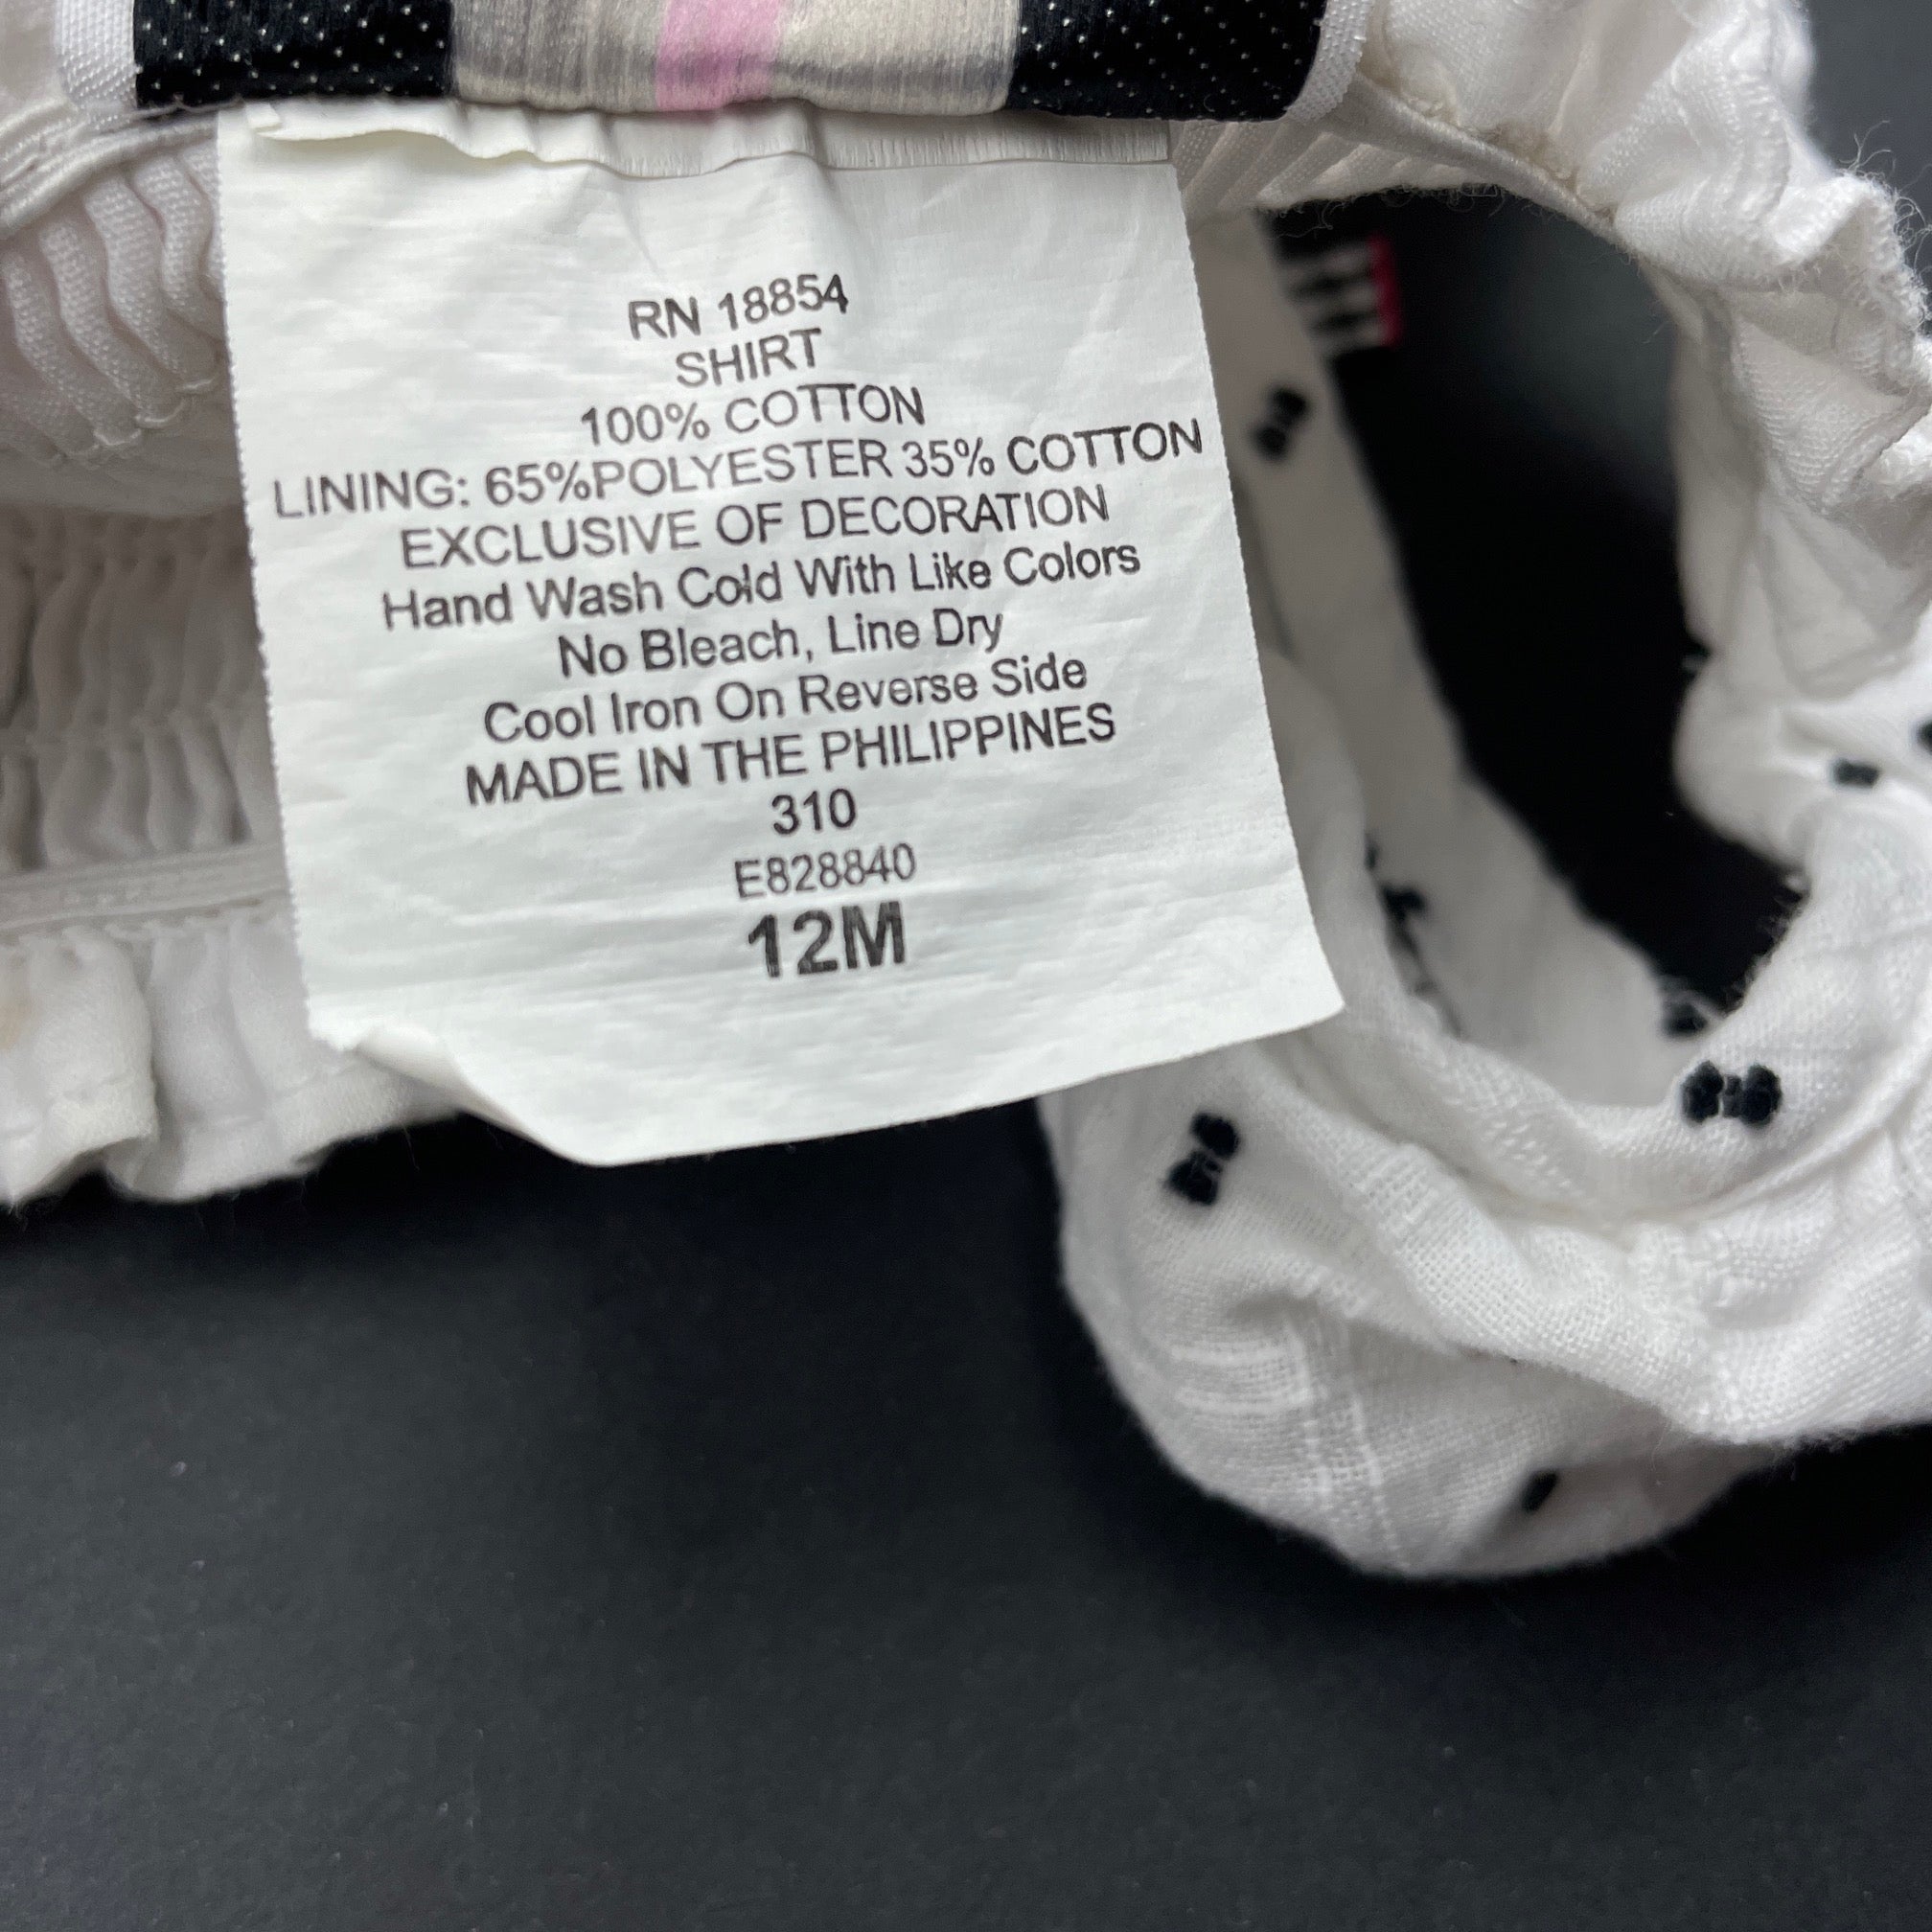 RN 18854
SHIRT
100% COTTON
LINING: 65%POLYESTER 35% COTTON
EXCLUSIVE OF DECORATION
Hand Wash Cold With Like Colors
No Bleach, Line Dry
Cool Iron On Reverse Side
MADE IN THE PHILIPPINES
310
E828840
12M